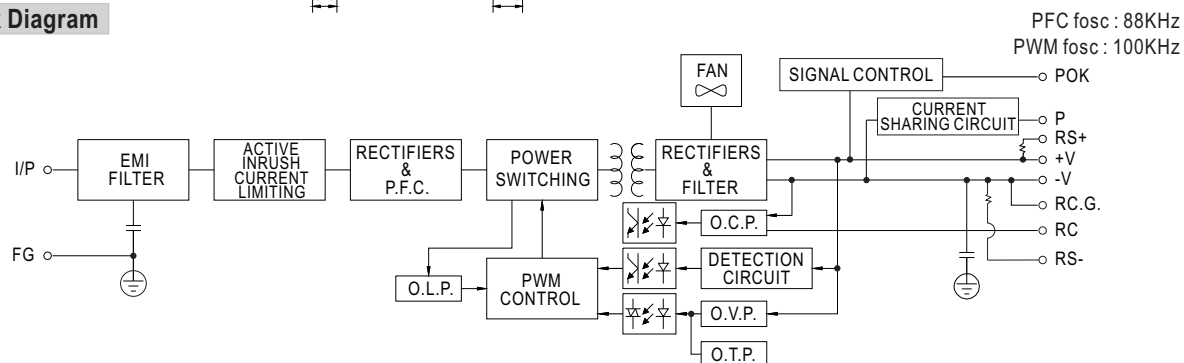 Diagram
PFC fosc : 88KHz
PWM fosc : 100KHz
FAN
SIGNAL CONTROL
POK
CURRENT
SHARING CIRCUIT
P
RS+
I/P
EMI
FILTER
ACTIVE
INRUSH
CURRENT
LIMITING
RECTIFIERS
&
P.F.C.
POWER
SWITCHING
RECTIFIERS
&
FILTER
+V
-V
RC.G.
O.C.P.
RC
FG
DETECTION
CIRCUIT
RS-
O.L.P.
PWM
CONTROL
O.V.P.
O.T.P.